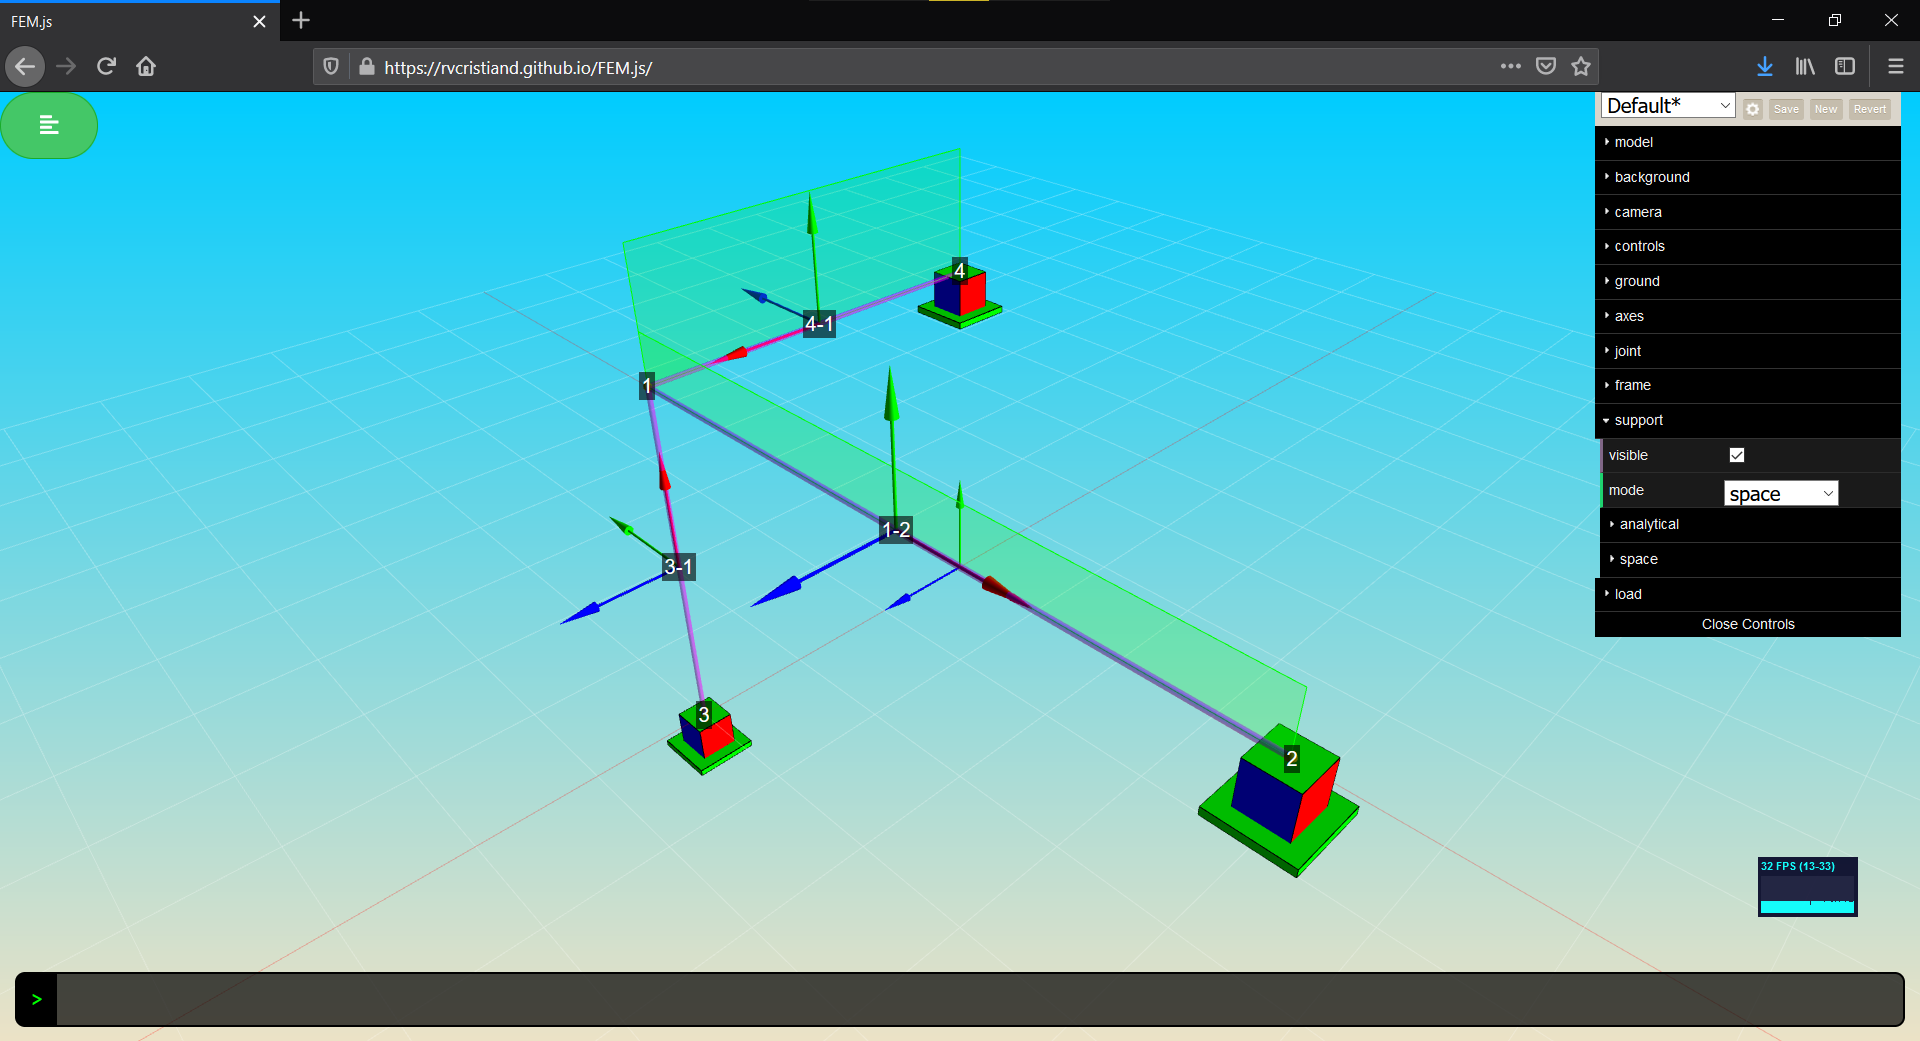 FEM.js
https://rvcristiand.github.io/FEM.js/
Default*
Save
New
Revert
model
background
camera
controls
ground
axes
joint
frame
support
visible
mode
space
analytical
space
load
Close Controls
4
4-1
1
1-2
3-1
3
2
32 FPS (13-33)
>